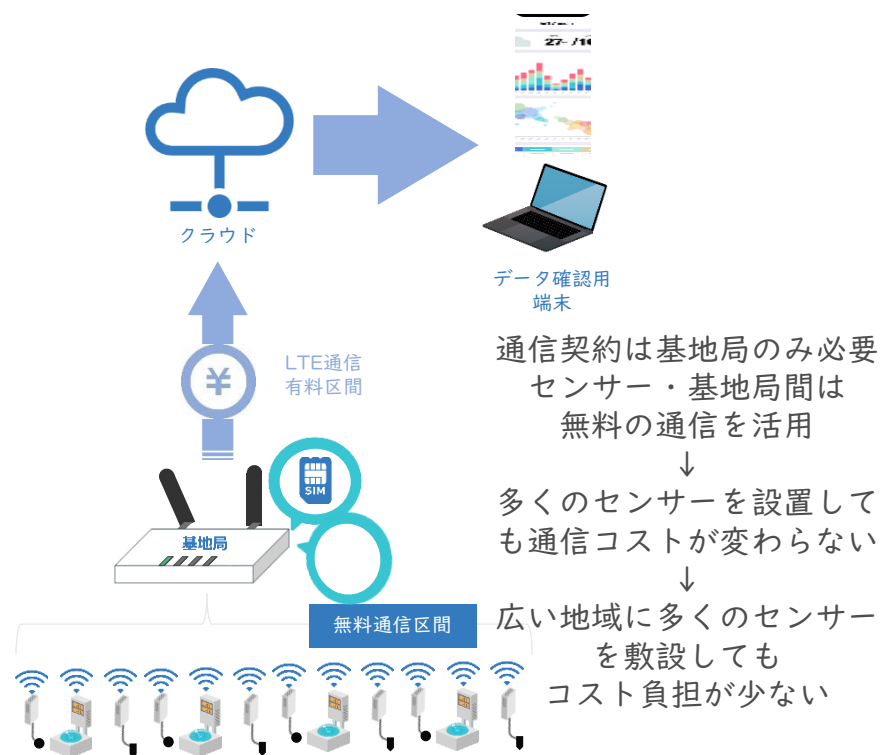 27
クラウド
データ確認用
端末
LTE通信
有料区間
¥
SIM
基地局
無料通信区間
通信契約は基地局のみ必要
センサー・基地局間は
無料の通信を活用
↓
多くのセンサーを設置して
も通信コストが変わらない
↓
広い地域に多くのセンサー
を敷設しても
コスト負担が少ない